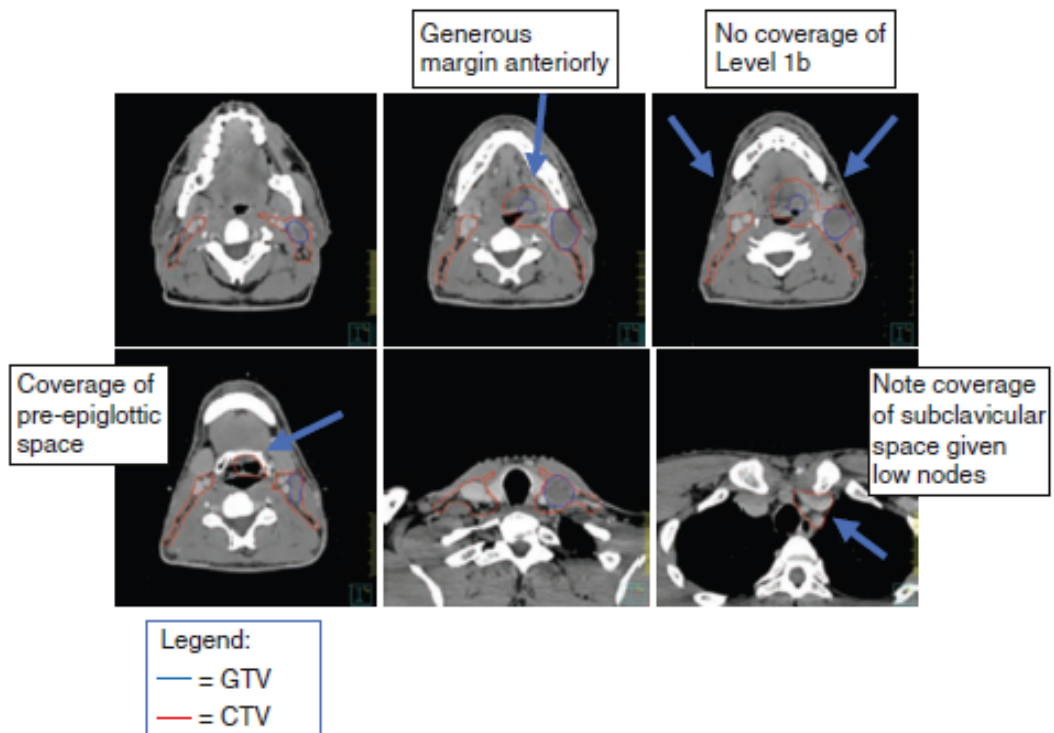 Generous
margin anteriorly
No coverage of
Level 1b
Coverage of
pre-epiglottic
space
Note coverage
of subclavicular
space given
low nodes
Legend:
= GTV
= CTV